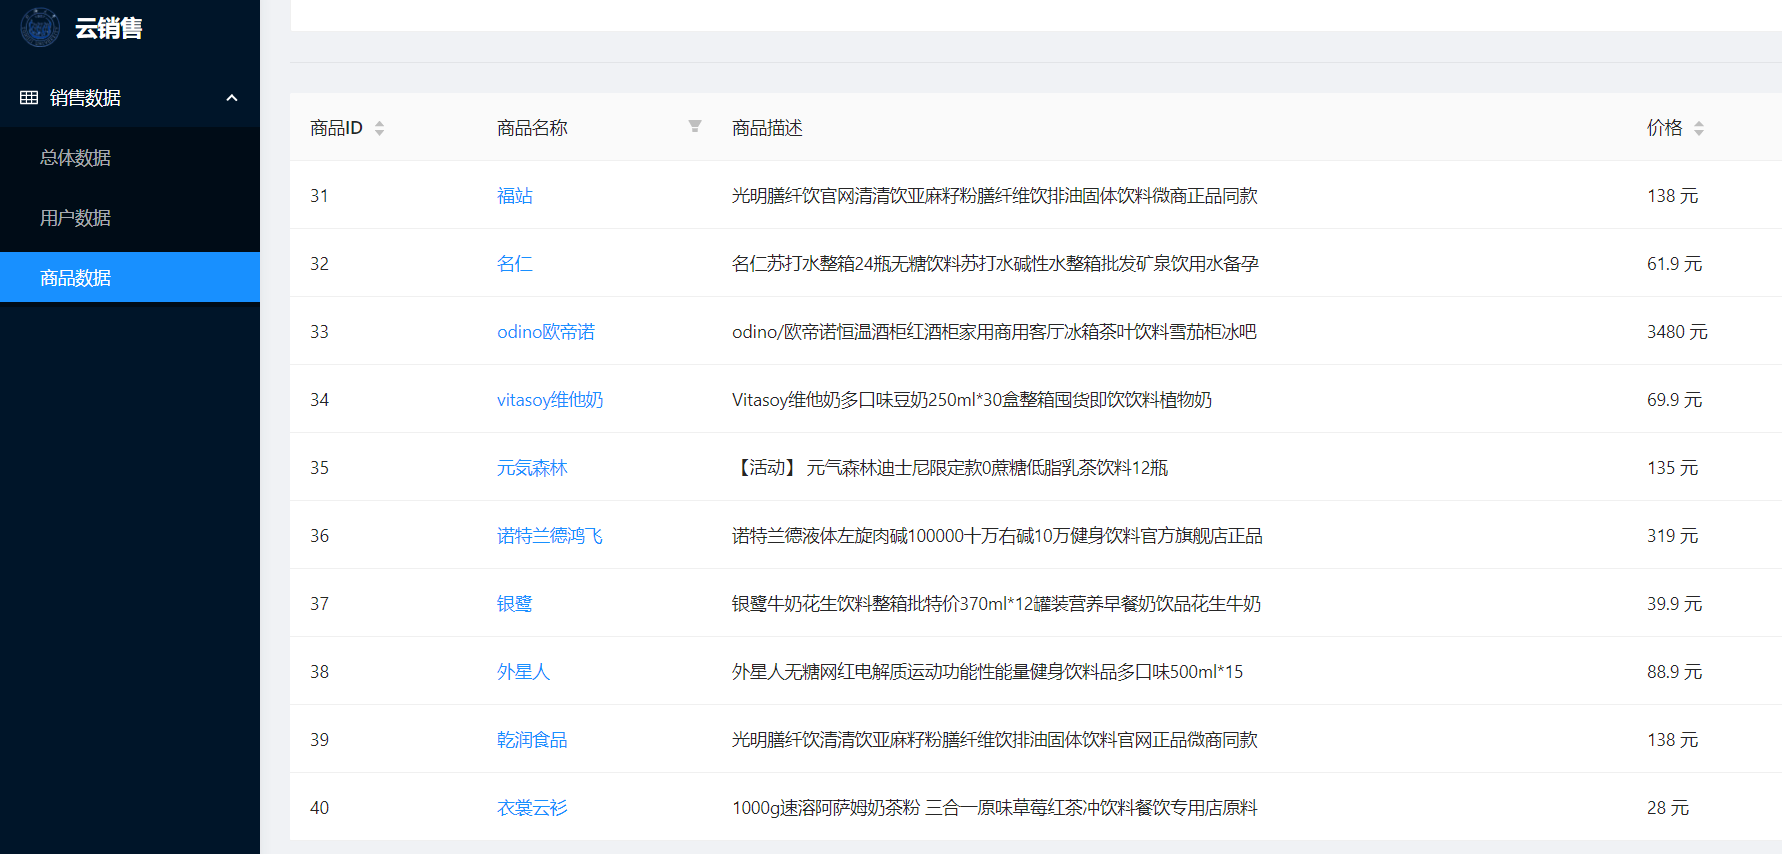 云销售
销售数据
总体数据
用户数据
商品数据
商品ID 商品名称 商品描述 价格
31 福站 光明膳纤饮官网清清饮亚麻籽粉膳纤维饮排油固体饮料微商正品同款 138 元
32 名仁 名仁苏打水整箱24瓶无糖饮料苏打水碱性水整箱批发矿泉饮用水备孕 61.9 元
33 odino欧帝诺 odino/欧帝诺恒温酒柜红酒柜家用商用客厅冰箱茶叶饮料雪茄柜冰吧 3480 元
34 vitasoy维他奶 Vitasoy维他奶多口味豆奶250ml*30盒整箱囤货即饮饮料植物奶 69.9 元
35 元気森林 【活动】 元气森林迪士尼限定款0蔗糖低脂乳茶饮料12瓶 135 元
36 诺特兰德鸿飞 诺特兰德液体左旋肉碱100000十万右碱10万健身饮料官方旗舰店正品 319 元
37 银鹭 银鹭牛奶花生饮料整箱批特价370ml*12罐装营养早餐奶饮品花生牛奶 39.9 元
38 外星人 外星人无糖网红电解质运动功能性能量健身饮料品多口味500ml*15 88.9 元
39 乾润食品 光明膳纤饮清清饮亚麻籽粉膳纤维饮排油固体饮料官网正品微商同款 138 元
40 衣裳云衫 1000g速溶阿萨姆奶茶粉 三合一原味草莓红茶冲饮料餐饮专用店原料 28 元